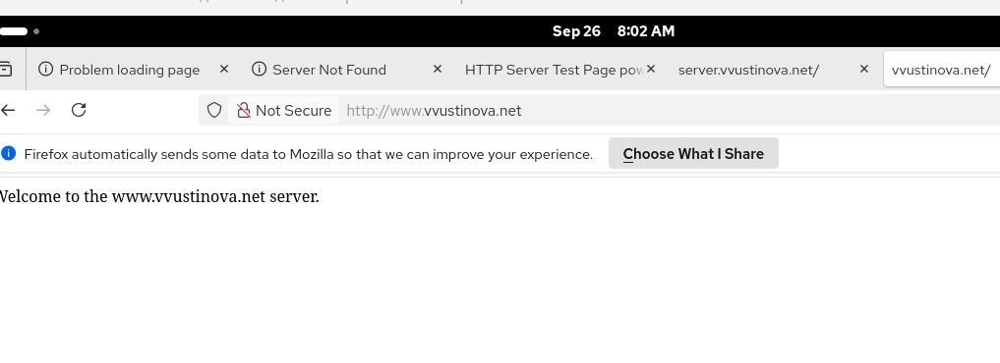 Sep 26 8:02 AM
Problem loading page
Server Not Found
HTTP Server Test Page pow
server.vvustinova.net/
vvustinova.net/
Not Secure http://www.vvustinova.net
Firefox automatically sends some data to Mozilla so that we can improve your experience. Choose What I Share
Welcome to the www.vvustinova.net server.